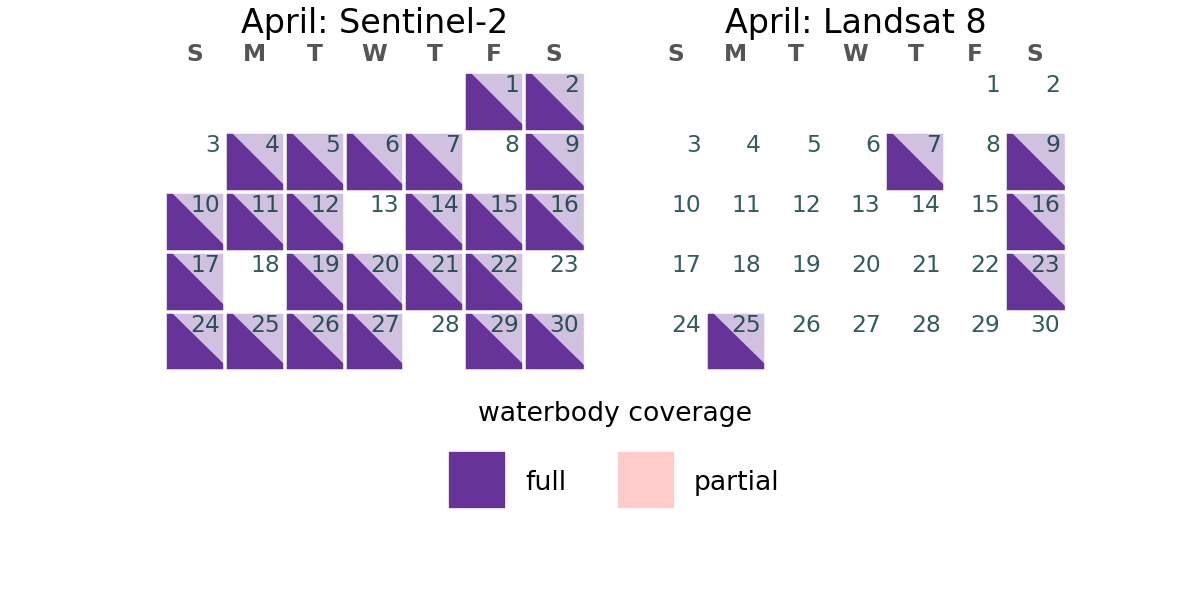 April: Sentinel-2
S M T W T F S
1 2
3 4 5 6 7 8 9
10 11 12 13 14 15 16
17 18 19 20 21 22 23
24 25 26 27 28 29 30
April: Landsat 8
S M T W T F S
1 2
3 4 5 6 7 8 9
10 11 12 13 14 15 16
17 18 19 20 21 22 23
24 25 26 27 28 29 30
waterbody coverage
full
partial